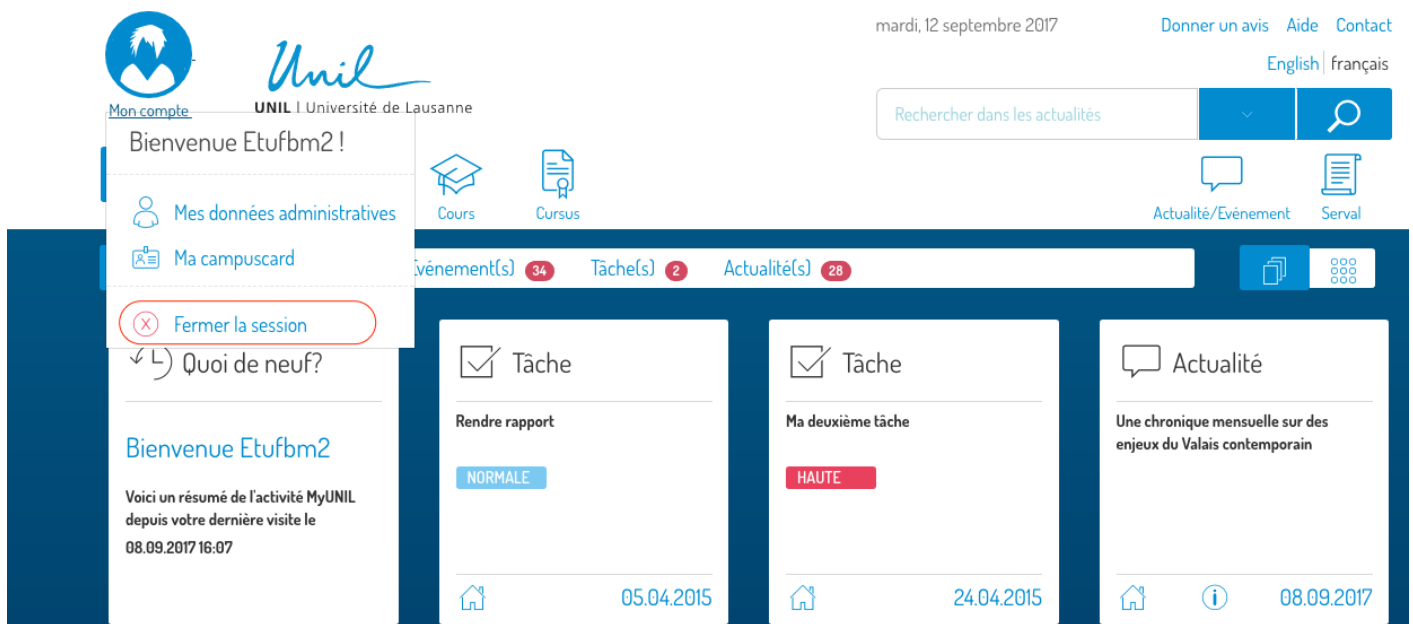 mardi, 12 septembre 2017
Donner un avis Aide Contact
English français
Unil
UNIL | Université de Lausanne
Mon compte
Rechercher dans les actualités
Bienvenue Etufbm2 !
Mes données administratives
Ma campuscard
Fermer la session
Cours
Cursus
Actualité/Evénement
Serval
vénement(s) 34
Tâche(s) 2
Actualité(s) 28
Quoi de neuf?
Bienvenue Etufbm2
Voici un résumé de l'activité MyUNIL
depuis votre dernière visite le
08.09.2017 16:07
Tâche
Rendre rapport
NORMALE
05.04.2015
Tâche
Ma deuxième tâche
HAUTE
24.04.2015
Actualité
Une chronique mensuelle sur des
enjeux du Valais contemporain
08.09.2017